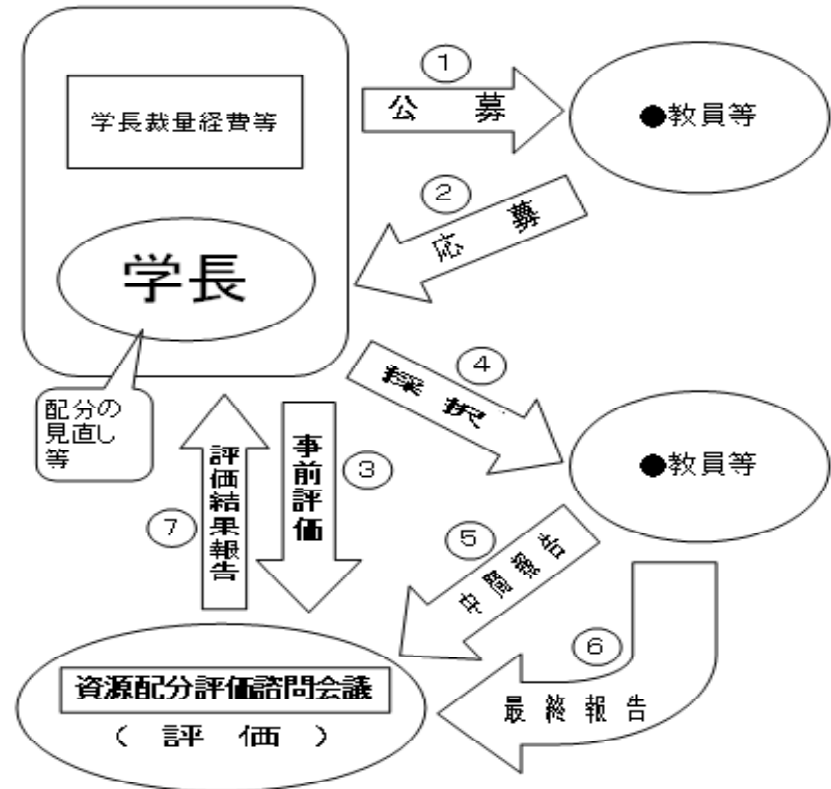 ①
公 募
学長裁量経費等
●教員等
②
応 募
学長
④
採 択
配分の
見直し
等
事前評価
③
評価結果報告
⑦
●教員等
⑤
中間報告
⑥
最終報告
資源配分評価諮問会議
（ 評 価 ）